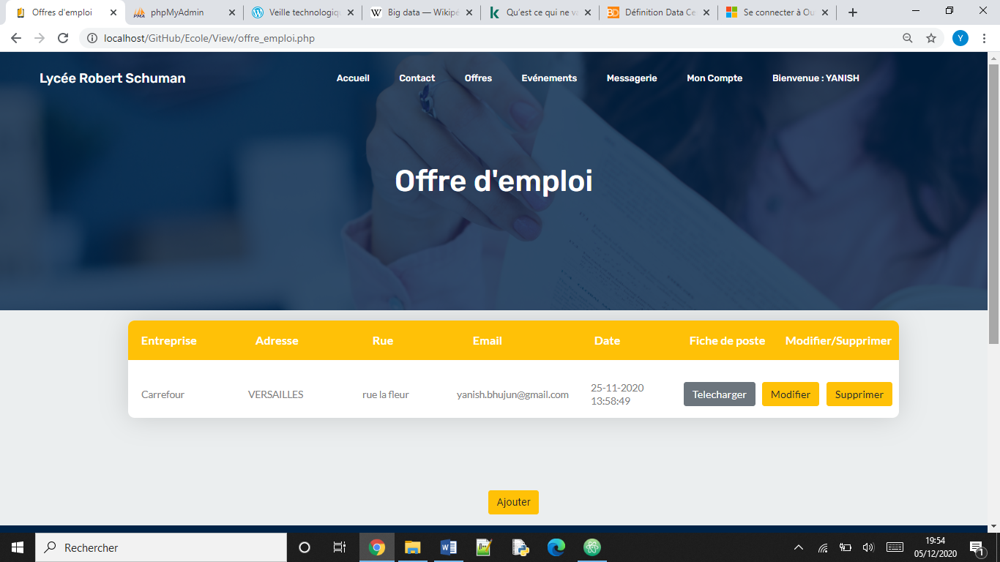 Offres d'emploi
phpMyAdmin
Veille technologiqu
Big data — Wikipé
Qu'est ce qui ne va
Définition Data Ce
Se connecter à Ou
localhost/GitHub/Ecole/View/offre_emploi.php
Y
Lycée Robert Schuman
Accueil
Contact
Offres
Evénements
Messagerie
Mon Compte
Bienvenue : YANISH
Offre d'emploi
Entreprise
Adresse
Rue
Email
Date
Fiche de poste
Modifier/Supprimer
Carrefour
VERSAILLES
rue la fleur
yanish.bhujun@gmail.com
25-11-2020
13:58:49
Telecharger
Modifier
Supprimer
Ajouter
Rechercher
19:54
05/12/2020
1